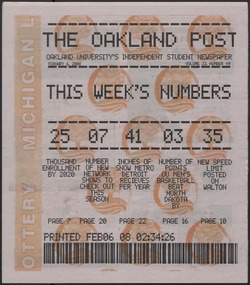 THE OAKLAND POST
OAKLAND UNIVERSITY'S INDEPENDENT STUDENT NEWSPAPER
THIS WEEK'S NUMBERS
25 07 41 03 35
THOUSAND ENROLLMENT BY 2020
NUMBER OF NEW NETWORK SHOWS TO CHECK OUT THIS SEASON
INCHES OF SNOW METRO DETROIT RECIEVES PER YEAR
NUMBER OF POINTS OU MEN'S BASKETBALL BEAT NORTH DAKOTA BY
NEW SPEED LIMIT POSTED ON WALTON
PAGE 7 PAGE 20 PAGE 22 PAGE 16 PAGE 10
PRINTED FEB06 08 02:34:26
LOTTERY MICHIGAN L